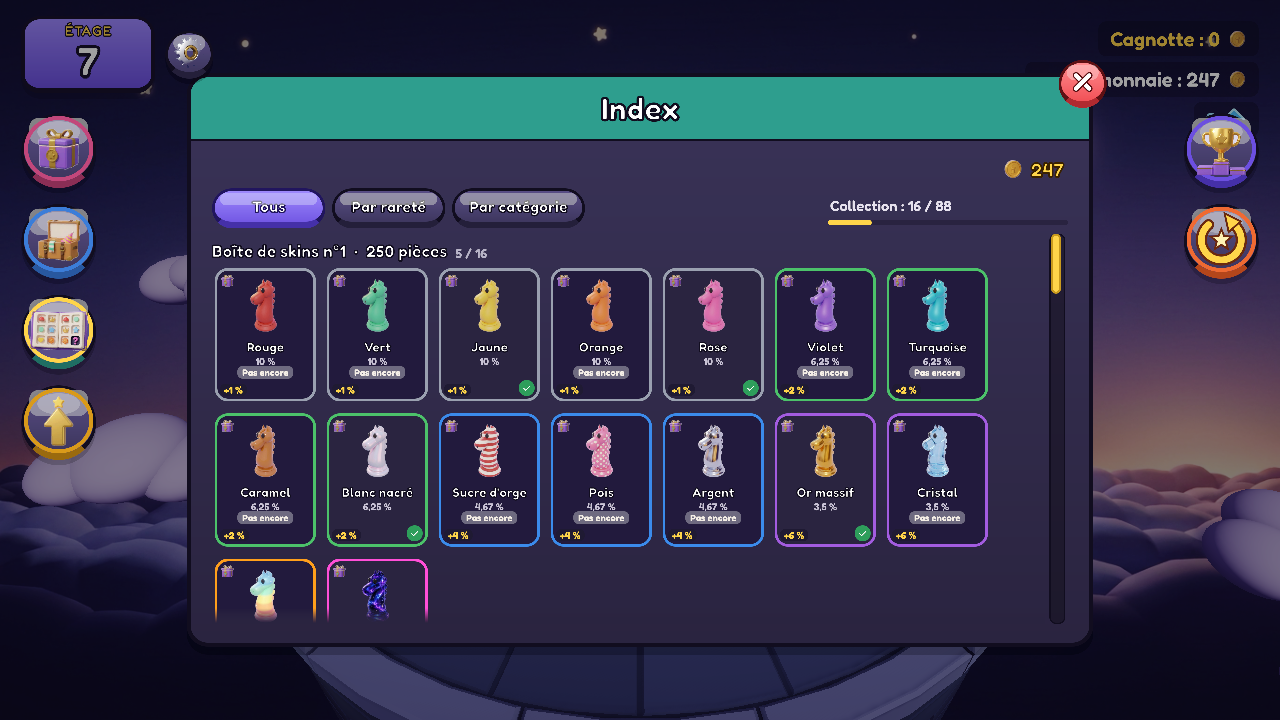 ÉTAGE
7
Cagnotte : 0
onnaie : 247
Index
247
Tous
Par rareté
Par catégorie
Collection : 16 / 88
Boîte de skins n°1 · 250 pièces 5 / 16
Rouge
10 %
Pas encore
+1 %
Vert
10 %
Pas encore
+1 %
Jaune
10 %
+1 %
Orange
10 %
Pas encore
+1 %
Rose
10 %
+1 %
Violet
6,25 %
Pas encore
+2 %
Turquoise
6,25 %
Pas encore
+2 %
Caramel
6,25 %
Pas encore
+2 %
Blanc nacré
6,25 %
+2 %
Sucre d'orge
4,67 %
Pas encore
+4 %
Pois
4,67 %
Pas encore
+4 %
Argent
4,67 %
Pas encore
+4 %
Or massif
3,5 %
+6 %
Cristal
3,5 %
Pas encore
+6 %